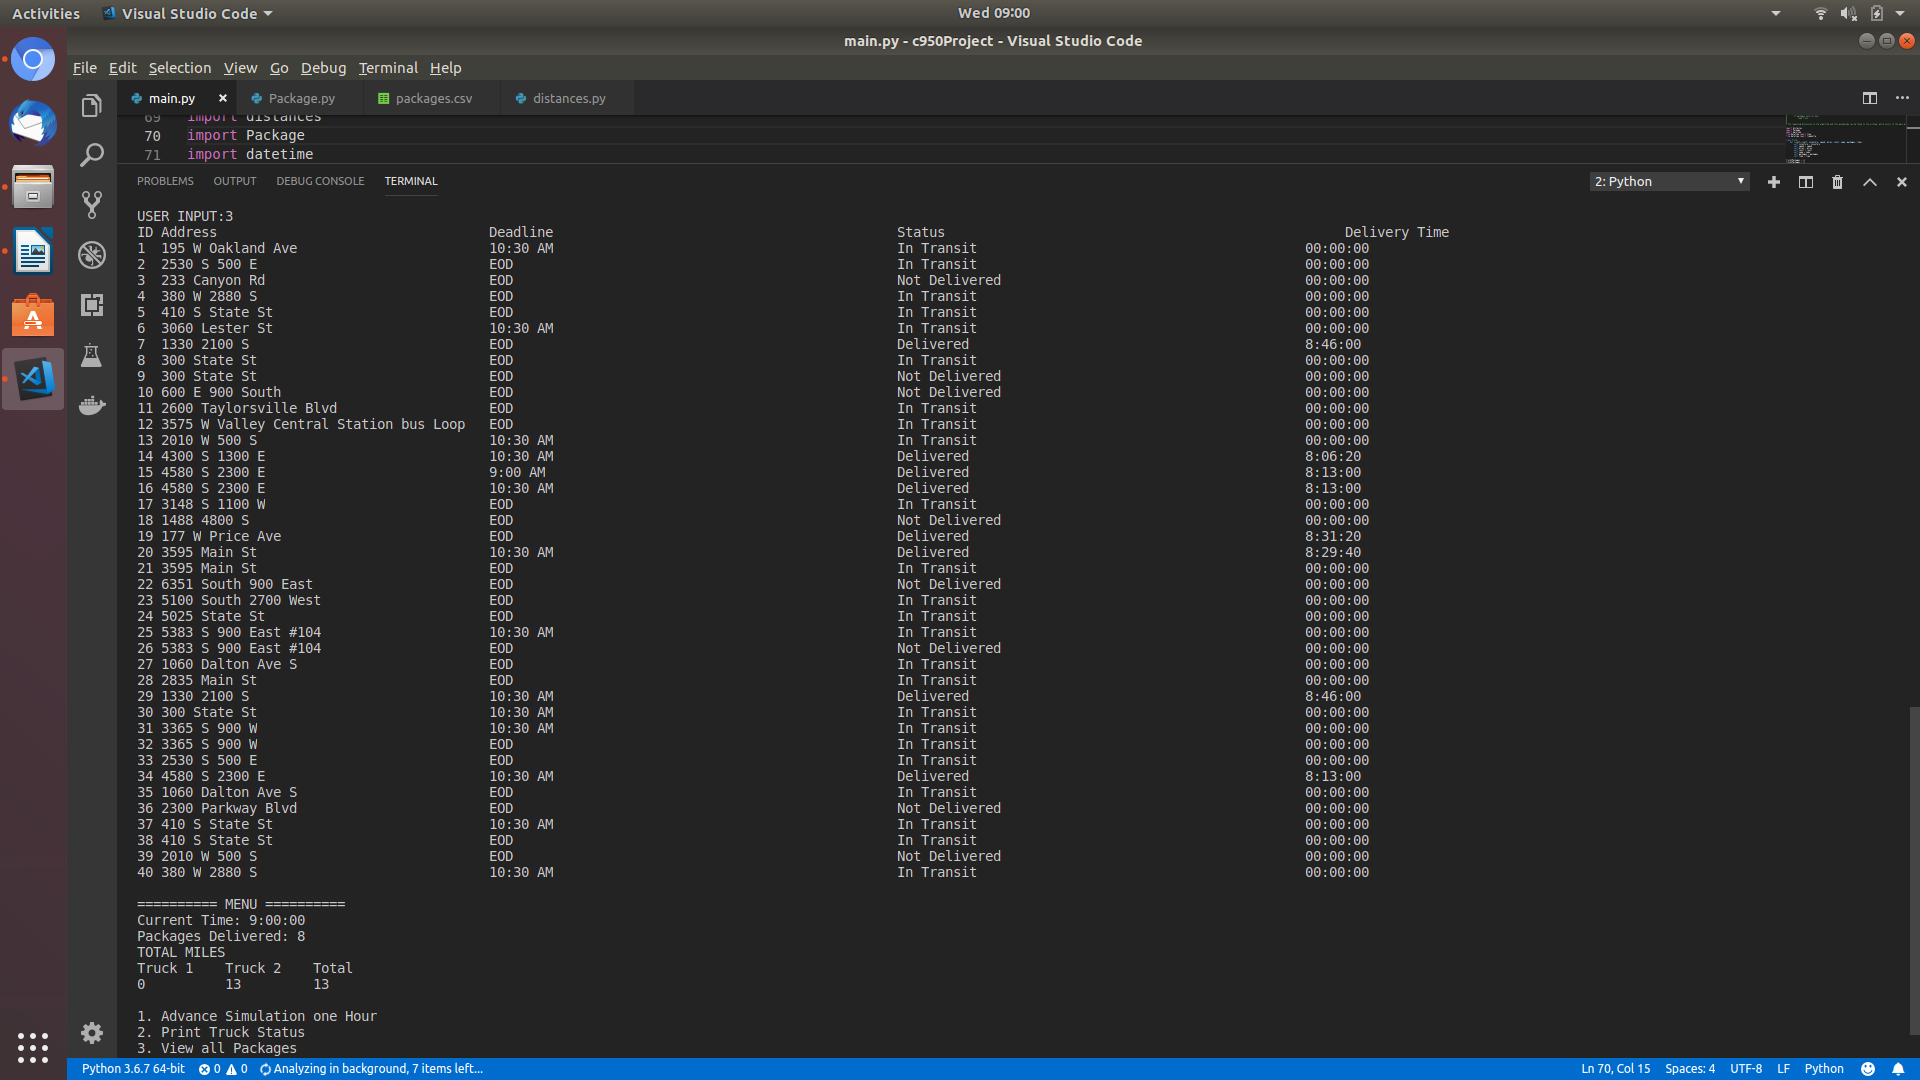 Activities Visual Studio Code Wed 09:00
main.py - c950Project - Visual Studio Code
File Edit Selection View Go Debug Terminal Help
main.py Package.py packages.csv distances.py
69 import distances
70 import Package
71 import datetime
PROBLEMS OUTPUT DEBUG CONSOLE TERMINAL 2: Python
USER INPUT:3
ID Address Deadline Status Delivery Time
1 195 W Oakland Ave 10:30 AM In Transit 00:00:00
2 2530 S 500 E EOD In Transit 00:00:00
3 233 Canyon Rd EOD Not Delivered 00:00:00
4 380 W 2880 S EOD In Transit 00:00:00
5 410 S State St EOD In Transit 00:00:00
6 3060 Lester St 10:30 AM In Transit 00:00:00
7 1330 2100 S EOD Delivered 8:46:00
8 300 State St EOD In Transit 00:00:00
9 300 State St EOD Not Delivered 00:00:00
10 600 E 900 South EOD Not Delivered 00:00:00
11 2600 Taylorsville Blvd EOD In Transit 00:00:00
12 3575 W Valley Central Station bus Loop EOD In Transit 00:00:00
13 2010 W 500 S 10:30 AM In Transit 00:00:00
14 4300 S 1300 E 10:30 AM Delivered 8:06:20
15 4580 S 2300 E 9:00 AM Delivered 8:13:00
16 4580 S 2300 E 10:30 AM Delivered 8:13:00
17 3148 S 1100 W EOD In Transit 00:00:00
18 1488 4800 S EOD Not Delivered 00:00:00
19 177 W Price Ave EOD Delivered 8:31:20
20 3595 Main St 10:30 AM Delivered 8:29:40
21 3595 Main St EOD In Transit 00:00:00
22 6351 South 900 East EOD Not Delivered 00:00:00
23 5100 South 2700 West EOD In Transit 00:00:00
24 5025 State St EOD In Transit 00:00:00
25 5383 S 900 East #104 10:30 AM In Transit 00:00:00
26 5383 S 900 East #104 EOD Not Delivered 00:00:00
27 1060 Dalton Ave S EOD In Transit 00:00:00
28 2835 Main St EOD In Transit 00:00:00
29 1330 2100 S 10:30 AM Delivered 8:46:00
30 300 State St 10:30 AM In Transit 00:00:00
31 3365 S 900 W 10:30 AM In Transit 00:00:00
32 3365 S 900 W EOD In Transit 00:00:00
33 2530 S 500 E EOD In Transit 00:00:00
34 4580 S 2300 E 10:30 AM Delivered 8:13:00
35 1060 Dalton Ave S EOD In Transit 00:00:00
36 2300 Parkway Blvd EOD Not Delivered 00:00:00
37 410 S State St 10:30 AM In Transit 00:00:00
38 410 S State St EOD In Transit 00:00:00
39 2010 W 500 S EOD Not Delivered 00:00:00
40 380 W 2880 S 10:30 AM In Transit 00:00:00
========== MENU ==========
Current Time: 9:00:00
Packages Delivered: 8
TOTAL MILES
Truck 1 Truck 2 Total
0 13 13
1. Advance Simulation one Hour
2. Print Truck Status
3. View all Packages
Python 3.6.7 64-bit 0 0 Analyzing in background, 7 items left... Ln 70, Col 15 Spaces: 4 UTF-8 LF Python